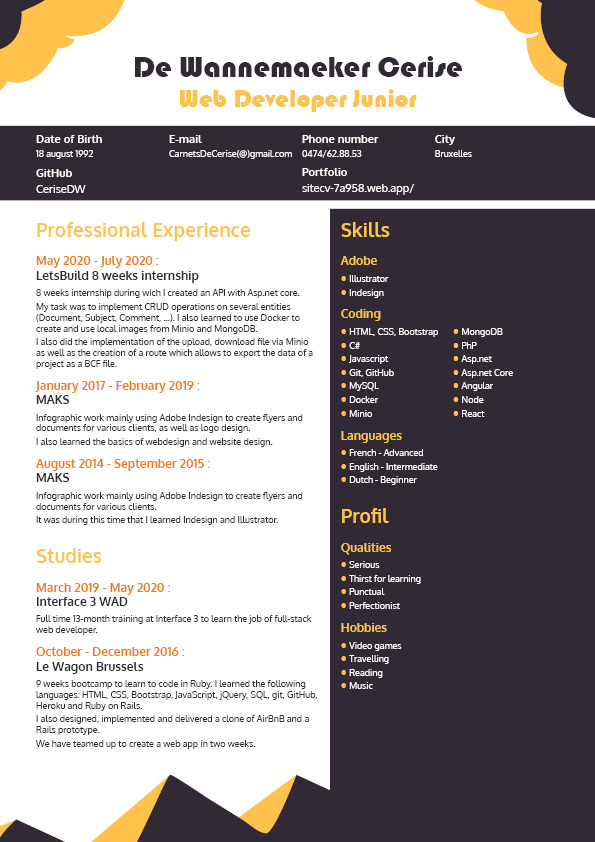 De Wannemaeker Cerise
Web Developer Junior
Date of Birth
18 august 1992
E-mail
CarnetsDeCerise(@)gmail.com
Phone number
0474/62.88.53
City
Bruxelles
GitHub
CeriseDW
Portfolio
sitecv-7a958.web.app/
Professional Experience
May 2020 - July 2020 :
LetsBuild 8 weeks internship
8 weeks internship during wich I created an API with Asp.net core.
My task was to implement CRUD operations on several entities
(Document, Subject, Comment, ...). I also learned to use Docker to
create and use local images from Minio and MongoDB.
I also did the implementation of the upload, download file via Minio
as well as the creation of a route which allows to export the data of a
project as a BCF file.
January 2017 - February 2019 :
MAKS
Infographic work mainly using Adobe Indesign to create flyers and
documents for various clients, as well as logo design.
I also learned the basics of webdesign and website design.
August 2014 - September 2015 :
MAKS
Infographic work mainly using Adobe Indesign to create flyers and
documents for various clients.
It was during this time that I learned Indesign and Illustrator.
Studies
March 2019 - May 2020 :
Interface 3 WAD
Full time 13-month training at Interface 3 to learn the job of full-stack
web developer.
October - December 2016 :
Le Wagon Brussels
9 weeks bootcamp to learn to code in Ruby. I learned the following
languages: HTML, CSS, Bootstrap, JavaScript, jQuery, SQL, git, GitHub,
Heroku and Ruby on Rails.
I also designed, implemented and delivered a clone of AirBnB and a
Rails prototype.
We have teamed up to create a web app in two weeks.
Skills
Adobe
• Illustrator
• Indesign
Coding
• HTML, CSS, Bootstrap
• C#
• Javascript
• Git, GitHub
• MySQL
• Docker
• Minio
• MongoDB
• PhP
• Asp.net
• Asp.net Core
• Angular
• Node
• React
Languages
• French - Advanced
• English - Intermediate
• Dutch - Beginner
Profil
Qualities
• Serious
• Thirst for learning
• Punctual
• Perfectionist
Hobbies
• Video games
• Travelling
• Reading
• Music